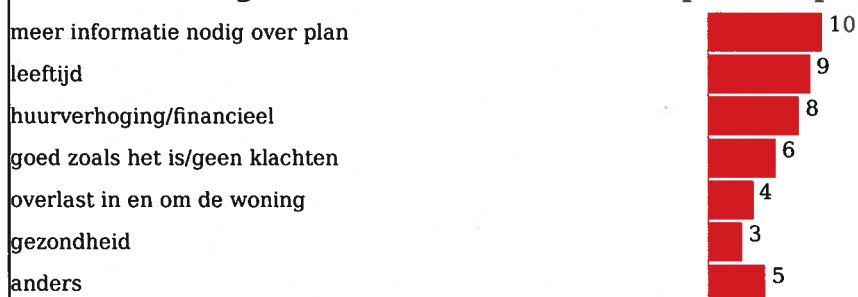 meer informatie nodig over plan 10
leeftijd 9
huurverhoging/financieel 8
goed zoals het is/geen klachten 6
overlast in en om de woning 4
gezondheid 3
anders 5